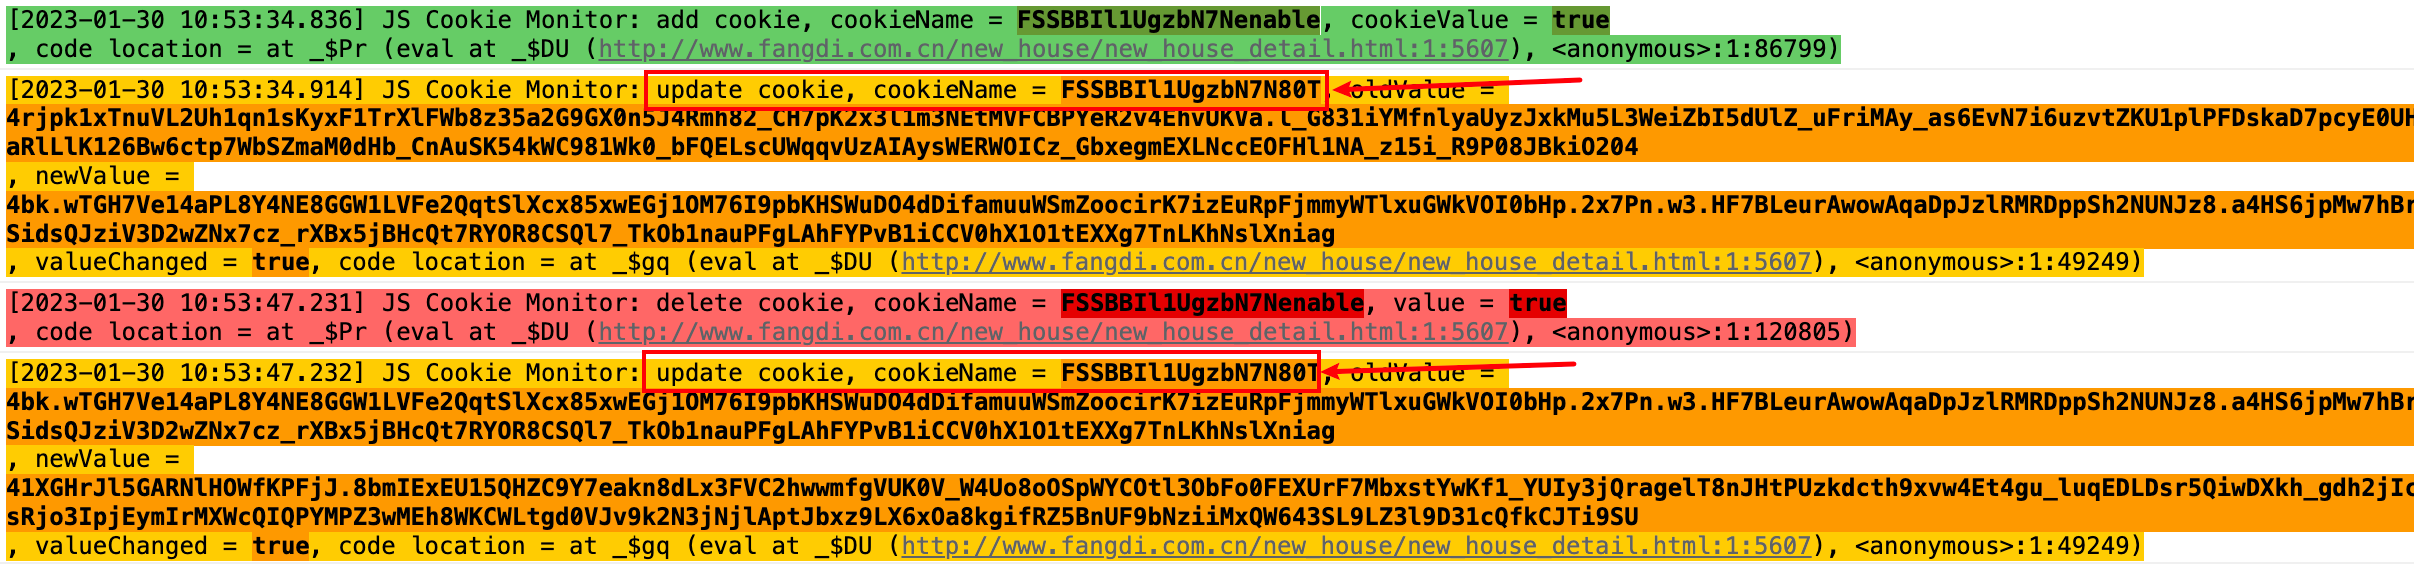 [2023-01-30 10:53:34.836] JS Cookie Monitor: add cookie, cookieName = FSSBBIl1UgzbN7Nenable, cookieValue = true
, code location = at _$Pr (eval at _$DU (http://www.fangdi.com.cn/new_house/new_house_detail.html:1:5607), <anonymous>:1:86799)
[2023-01-30 10:53:34.914] JS Cookie Monitor: update cookie, cookieName = FSSBBIl1UgzbN7N80T, oldValue =
4rjpk1xTnuVL2Uh1qn1sKyxF1TrXlFWb8z35a2G9GX0n5J4Rmh82_CH7pK2x3l1m3NEtMVFCBPYeR2v4EhvUKVa.l_G831iYMfnlyaUyzJxkMu5L3WeiZbI5dUlZ_uFriMAy_as6EvN7i6uzvtZKU1plPFDskaD7pcyE0UH
aRlLlK126Bw6ctp7WbSZmaM0dHb_CnAuSK54kWC981Wk0_bFQELscUWqqvUzAIAysWERWOICz_GbxegmEXLNccEOFHl1NA_z15i_R9P08JBkiO204
, newValue =
4bk.wTGH7Ve14aPL8Y4NE8GGW1LVFe2QqtSlXcx85xwEGj1OM76I9pbKHSWuDO4dDifamuuWSmZoocirK7izEuRpFjmmyWTlxuGWkVOI0bHp.2x7Pn.w3.HF7BLeurAwowAqaDpJzlRMRDppSh2NUNJz8.a4HS6jpMw7hBr
SidsQJziV3D2wZNx7cz_rXBx5jBHcQt7RYOR8CSQl7_TkOb1nauPFgLAhFYPvB1iCCV0hX1O1tEXXg7TnLKhNslXniag
, valueChanged = true, code location = at _$gq (eval at _$DU (http://www.fangdi.com.cn/new_house/new_house_detail.html:1:5607), <anonymous>:1:49249)
[2023-01-30 10:53:47.231] JS Cookie Monitor: delete cookie, cookieName = FSSBBIl1UgzbN7Nenable, value = true
, code location = at _$Pr (eval at _$DU (http://www.fangdi.com.cn/new_house/new_house_detail.html:1:5607), <anonymous>:1:120805)
[2023-01-30 10:53:47.232] JS Cookie Monitor: update cookie, cookieName = FSSBBIl1UgzbN7N80T, oldValue =
4bk.wTGH7Ve14aPL8Y4NE8GGW1LVFe2QqtSlXcx85xwEGj1OM76I9pbKHSWuDO4dDifamuuWSmZoocirK7izEuRpFjmmyWTlxuGWkVOI0bHp.2x7Pn.w3.HF7BLeurAwowAqaDpJzlRMRDppSh2NUNJz8.a4HS6jpMw7hBr
SidsQJziV3D2wZNx7cz_rXBx5jBHcQt7RYOR8CSQl7_TkOb1nauPFgLAhFYPvB1iCCV0hX1O1tEXXg7TnLKhNslXniag
, newValue =
41XGHrJl5GARNlHOWfKPFjJ.8bmIExEU15QHZC9Y7eakn8dLx3FVC2hwwmfgVUK0V_W4Uo8oOSpWYCOtl3ObFo0FEXUrF7MbxstYwKf1_YUIy3jQragelT8nJHtPUzkdcth9xvw4Et4gu_luqEDLDsr5QiwDXkh_gdh2jIc
sRjo3IpjEymIrMXWcQIQPYMPZ3wMEh8WKCWLtgd0VJv9k2N3jNjlAptJbxz9LX6xOa8kgifRZ5BnUF9bNziiMxQW643SL9LZ3l9D31cQfkCJTi9SU
, valueChanged = true, code location = at _$gq (eval at _$DU (http://www.fangdi.com.cn/new_house/new_house_detail.html:1:5607), <anonymous>:1:49249)